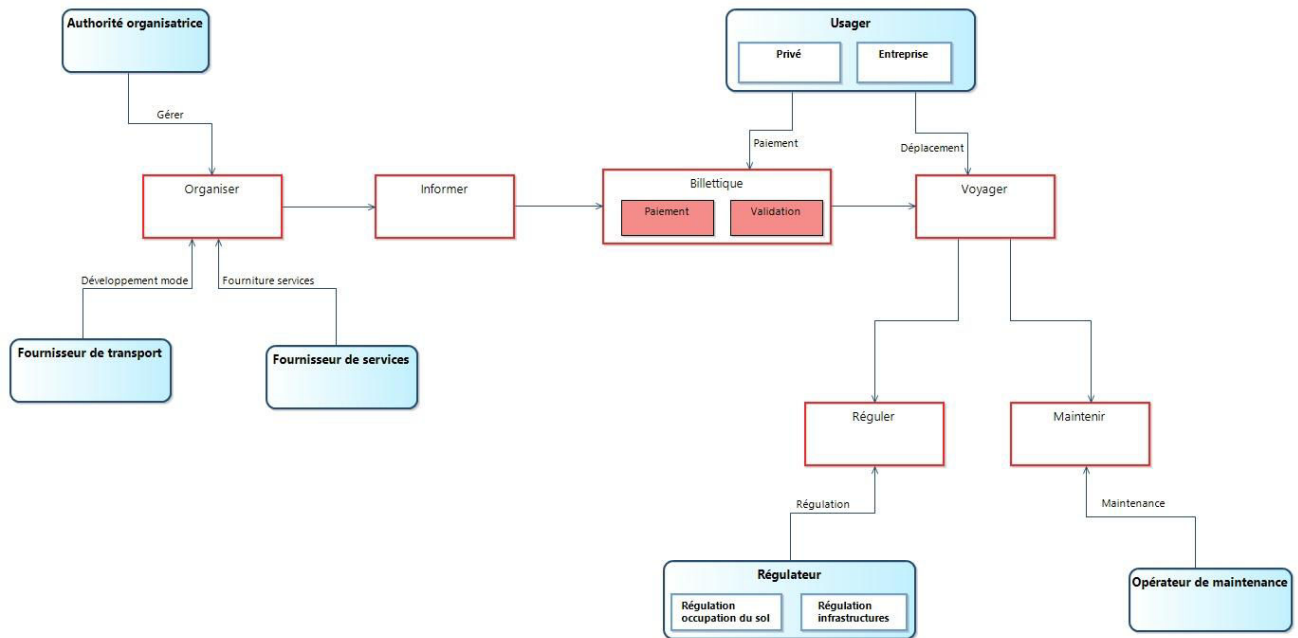 Authorité organisatrice
Usager
Privé
Entreprise
Gérer
Paiement
Déplacement
Organiser
Informer
Billettique
Paiement
Validation
Voyager
Développement mode
Fourniture services
Fournisseur de transport
Fournisseur de services
Réguler
Maintenir
Régulation
Maintenance
Régulateur
Régulation
occupation du sol
Régulation
infrastructures
Opérateur de maintenance